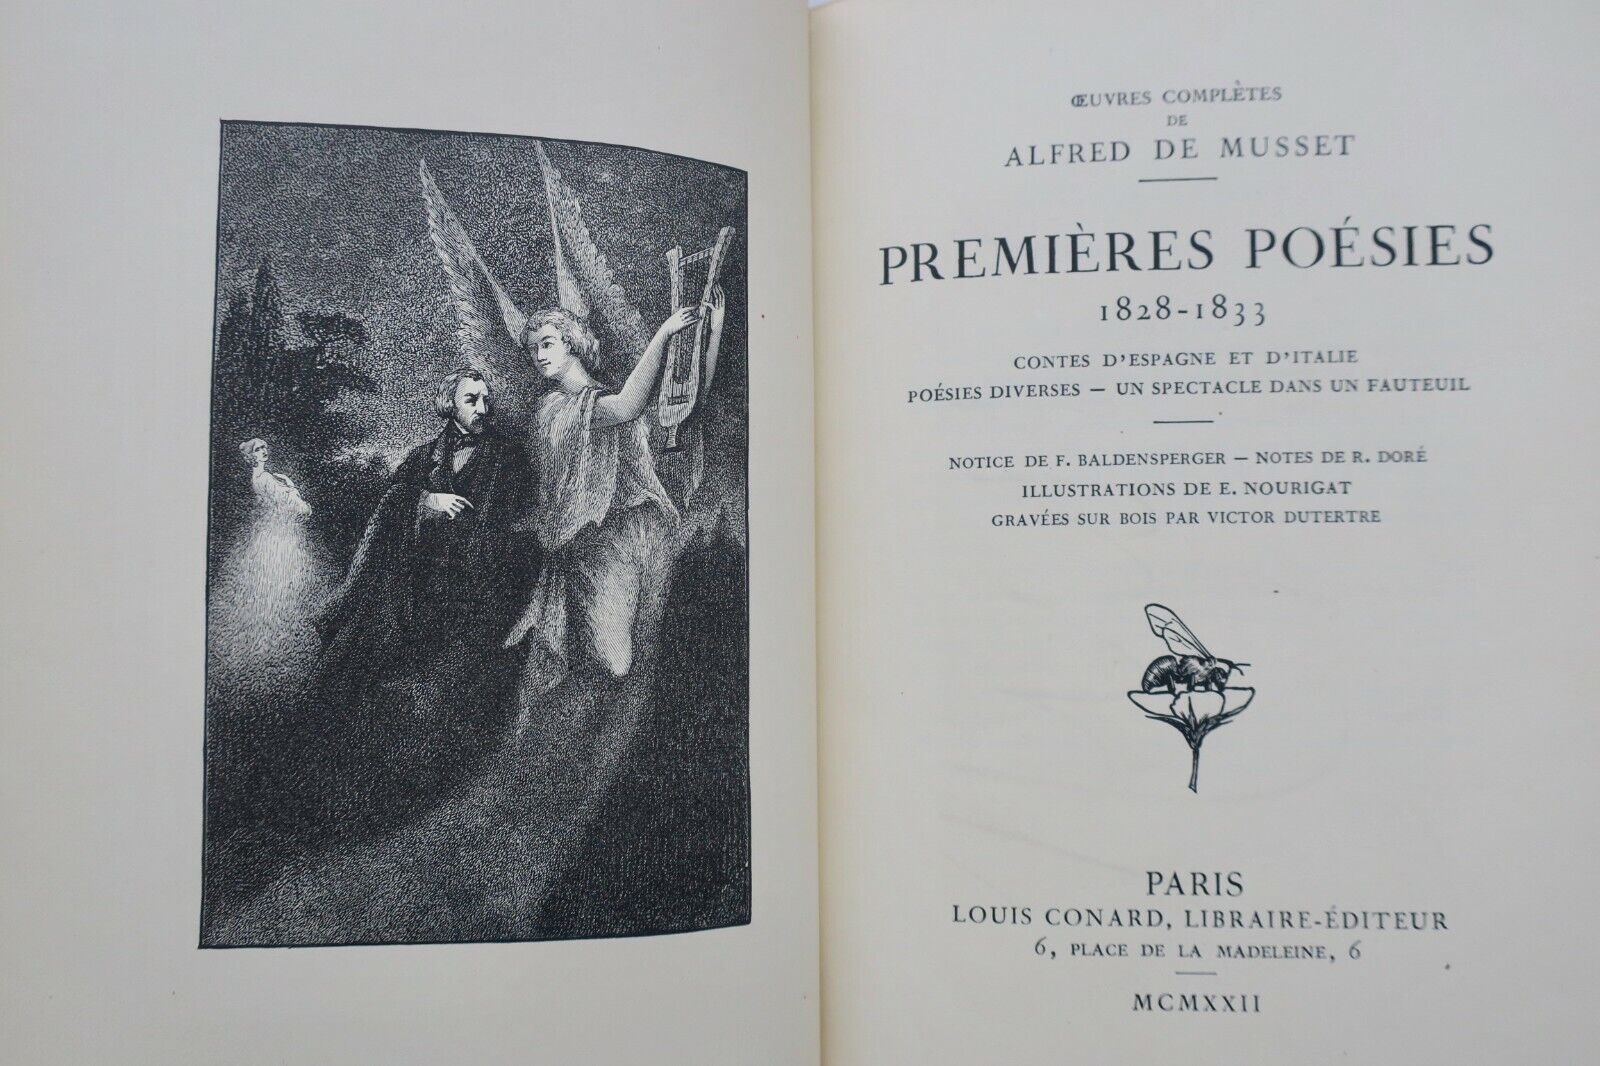 ŒUVRES COMPLÈTES
DE
ALFRED DE MUSSET
PREMIÈRES POÉSIES
1828-1833
CONTES D'ESPAGNE ET D'ITALIE
POÉSIES DIVERSES — UN SPECTACLE DANS UN FAUTEUIL
NOTICE DE F. BALDENSPERGER — NOTES DE R. DORÉ
ILLUSTRATIONS DE E. NOURIGAT
GRAVÉES SUR BOIS PAR VICTOR DUTERTRE
PARIS
LOUIS CONARD, LIBRAIRE-ÉDITEUR
6, PLACE DE LA MADELEINE, 6
MCMXXII